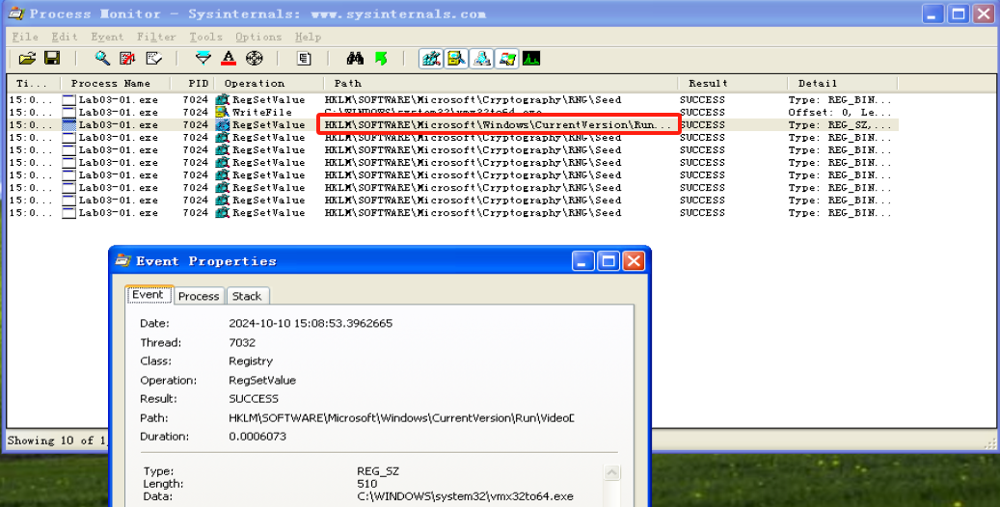 Process Monitor - Sysinternals: www.sysinternals.com
File Edit Event Filter Tools Options Help
Ti... Process Name PID Operation Path Result Detail
15:0... Lab03-01.exe 7024 RegSetValue HKLM\SOFTWARE\Microsoft\Cryptography\RNG\Seed SUCCESS Type: REG_BIN...
15:0... Lab03-01.exe 7024 WriteFile C:\WINDOWS\system32\vmx32to64.exe SUCCESS Offset: 0, Le...
15:0... Lab03-01.exe 7024 RegSetValue HKLM\SOFTWARE\Microsoft\Windows\CurrentVersion\Run... SUCCESS Type: REG_SZ,...
15:0... Lab03-01.exe 7024 RegSetValue HKLM\SOFTWARE\Microsoft\Cryptography\RNG\Seed SUCCESS Type: REG_BIN...
15:0... Lab03-01.exe 7024 RegSetValue HKLM\SOFTWARE\Microsoft\Cryptography\RNG\Seed SUCCESS Type: REG_BIN...
15:0... Lab03-01.exe 7024 RegSetValue HKLM\SOFTWARE\Microsoft\Cryptography\RNG\Seed SUCCESS Type: REG_BIN...
15:0... Lab03-01.exe 7024 RegSetValue HKLM\SOFTWARE\Microsoft\Cryptography\RNG\Seed SUCCESS Type: REG_BIN...
15:0... Lab03-01.exe 7024 RegSetValue HKLM\SOFTWARE\Microsoft\Cryptography\RNG\Seed SUCCESS Type: REG_BIN...
15:0... Lab03-01.exe 7024 RegSetValue HKLM\SOFTWARE\Microsoft\Cryptography\RNG\Seed SUCCESS Type: REG_BIN...
15:0... Lab03-01.exe 7024 RegSetValue HKLM\SOFTWARE\Microsoft\Cryptography\RNG\Seed SUCCESS Type: REG_BIN...
Event Properties
Event Process Stack
Date: 2024-10-10 15:08:53.3962665
Thread: 7032
Class: Registry
Operation: RegSetValue
Result: SUCCESS
Path: HKLM\SOFTWARE\Microsoft\Windows\CurrentVersion\Run\VideoD
Duration: 0.0006073
Showing 10 of 1
Type: REG_SZ
Length: 510
Data: C:\WINDOWS\system32\vmx32to64.exe